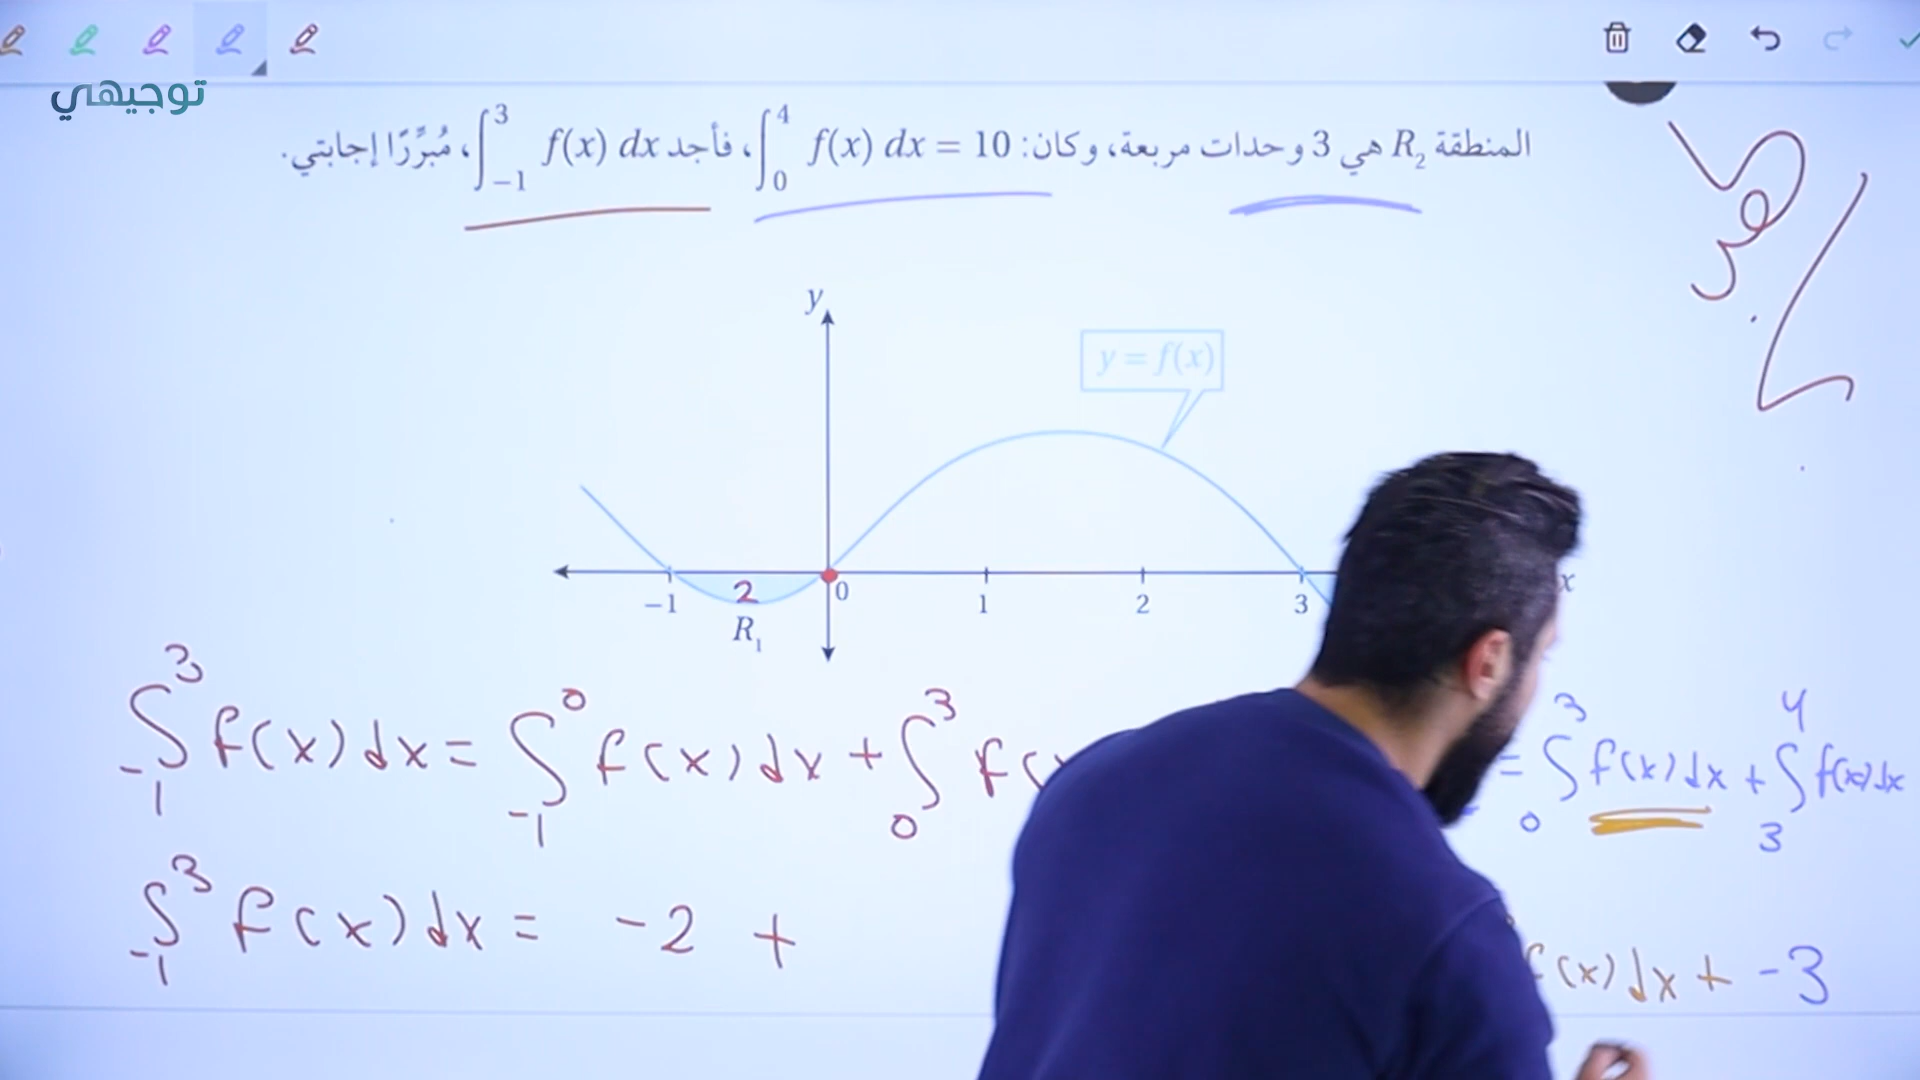 توجيهي
المنطقة R₂ هي 3 وحدات مربعة، وكان: ∫₀⁴ f(x) dx = 10، فأجد ∫₋₁³ f(x) dx، مُبرِّرًا إجابتي.
y
y = f(x)
2
−1 0 1 2 3 x
R₁
∫₋₁³ f(x)dx = ∫₋₁⁰ f(x)dx + ∫₀³ f(x
= ∫₀³ f(x)dx + ∫₃⁴ f(x)dx
∫₋₁³ f(x)dx = -2 +
f(x)dx + -3